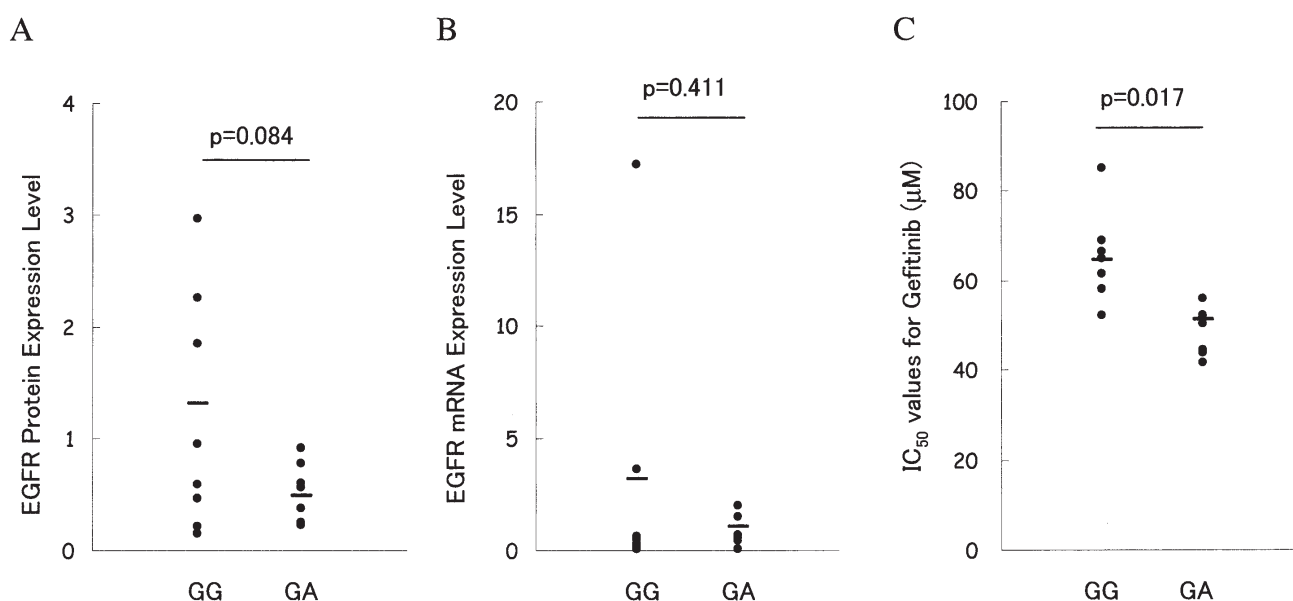 A
EGFR Protein Expression Level
4
3
2
1
0
p=0.084
GG GA
B
EGFR mRNA Expression Level
20
15
10
5
0
p=0.411
GG GA
C
IC50 values for Gefitinib (μM)
100
80
60
40
20
0
p=0.017
GG GA